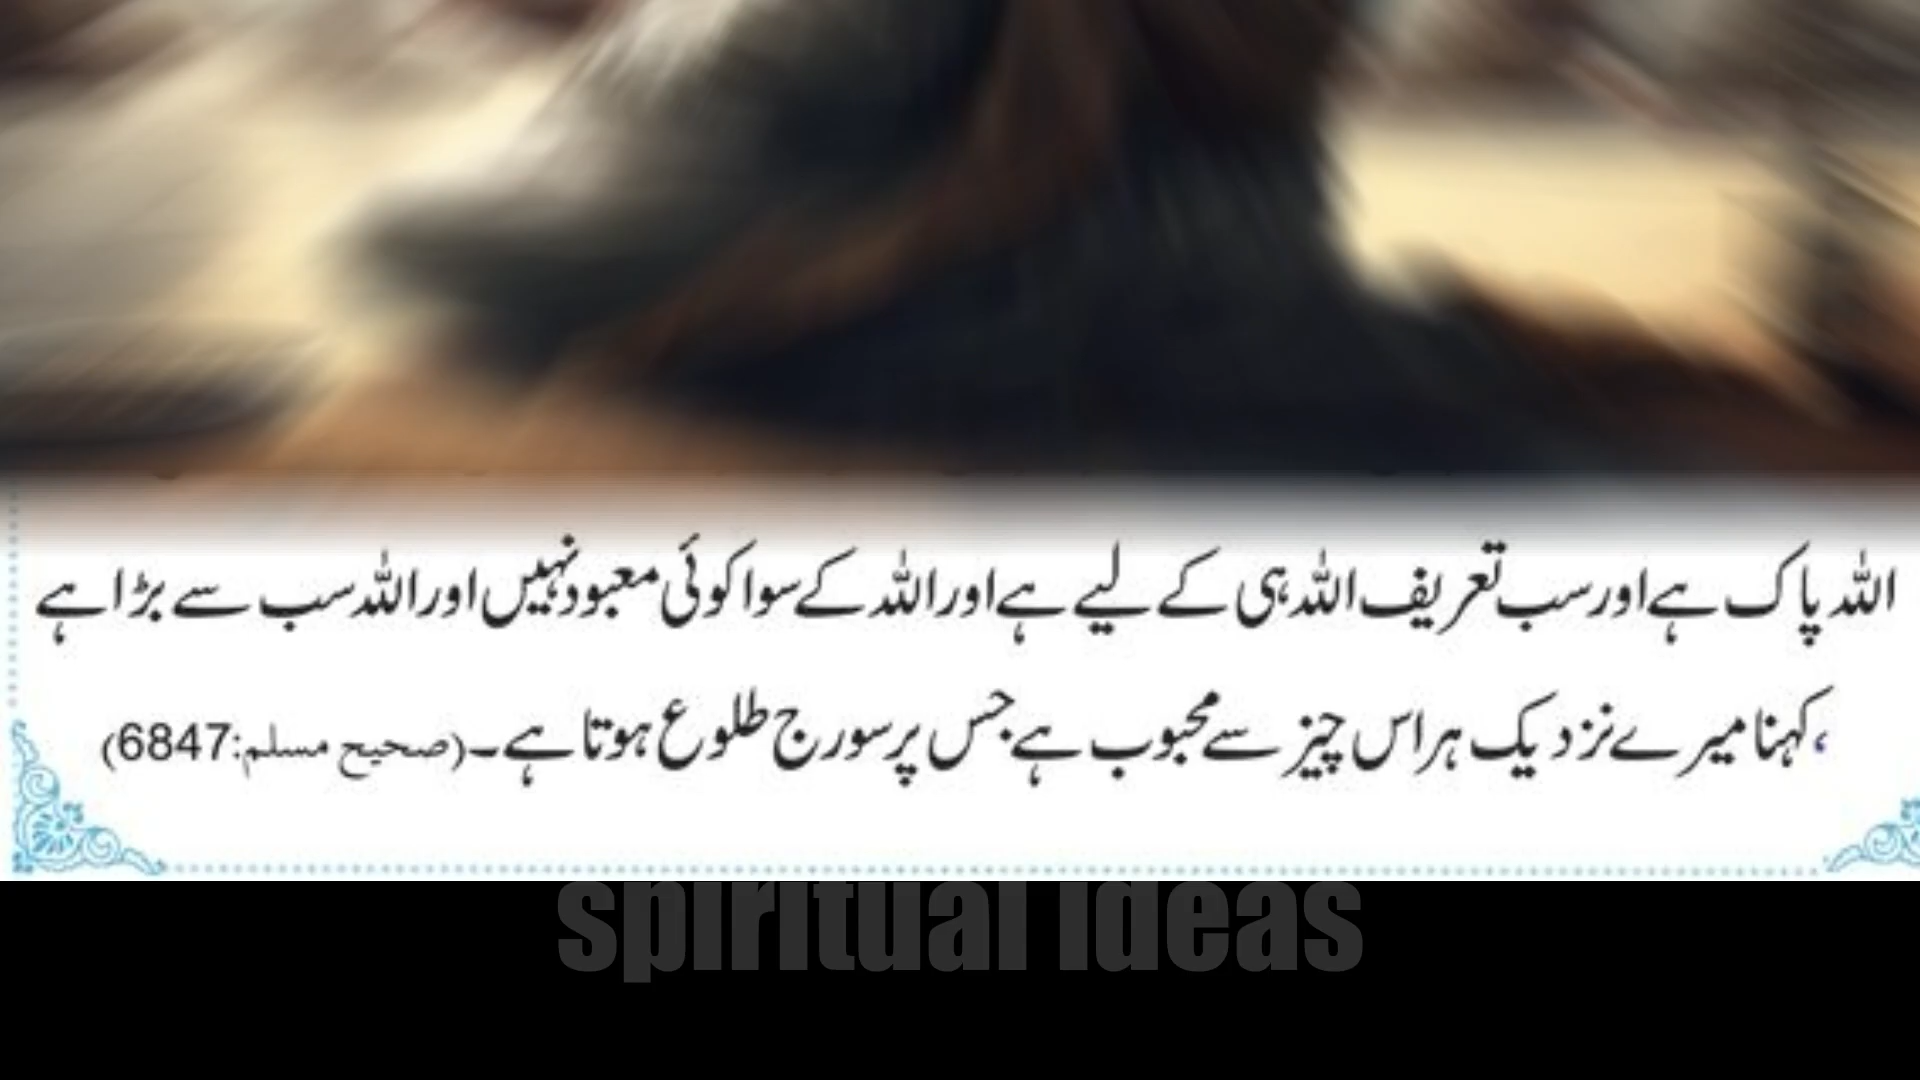 اللہ پاک ہے اور سب تعریف اللہ ہی کے لیے ہے اور اللہ کے سوا کوئی معبود نہیں اور اللہ سب سے بڑا ہے
، کہنا میرے نزدیک ہر اس چیز سے محبوب ہے جس پر سورج طلوع ہوتا ہے۔ (صحیح مسلم:6847)
spiritual ideas